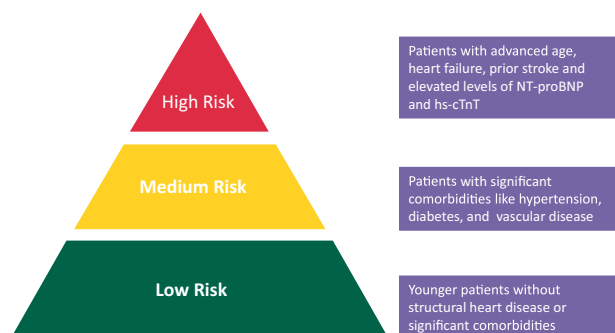 High Risk
Patients with advanced age,
heart failure, prior stroke and
elevated levels of NT-proBNP
and hs-cTnT
Medium Risk
Patients with significant
comorbidities like hypertension,
diabetes, and vascular disease
Low Risk
Younger patients without
structural heart disease or
significant comorbidities